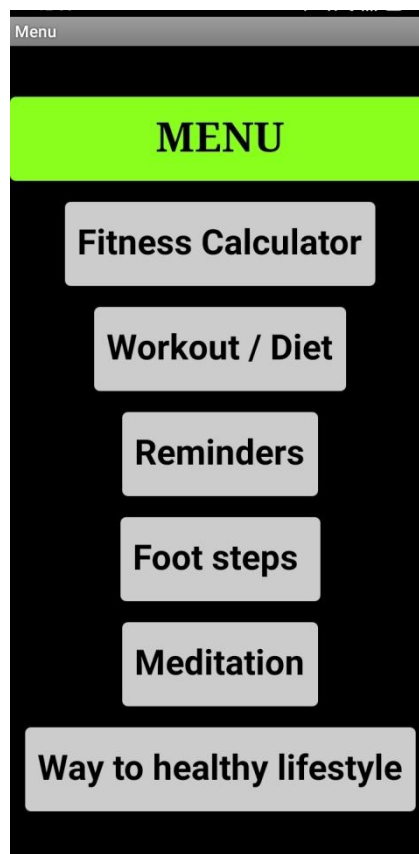 Menu
MENU
Fitness Calculator
Workout / Diet
Reminders
Foot steps
Meditation
Way to healthy lifestyle